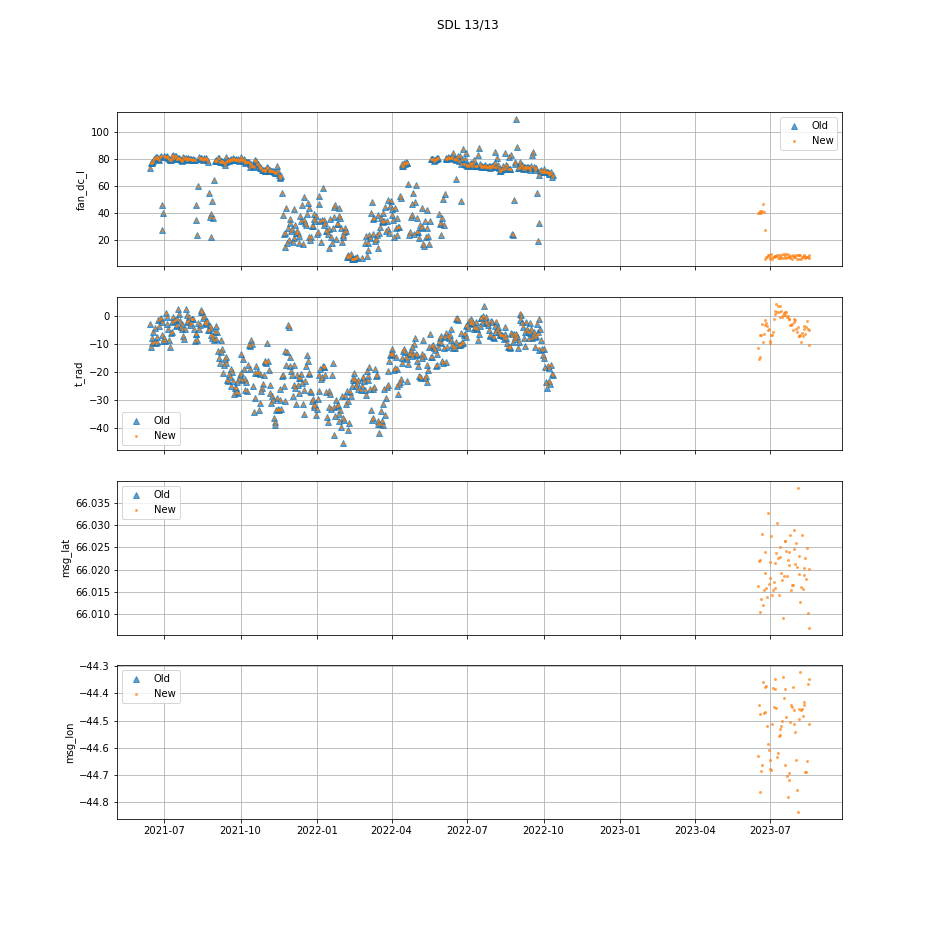 SDL 13/13
fan_dc_l
100
80
60
40
20
Old
New
t_rad
0
−10
−20
−30
−40
Old
New
msg_lat
66.035
66.030
66.025
66.020
66.015
66.010
Old
New
msg_lon
−44.3
−44.4
−44.5
−44.6
−44.7
−44.8
Old
New
2021-07 2021-10 2022-01 2022-04 2022-07 2022-10 2023-01 2023-04 2023-07